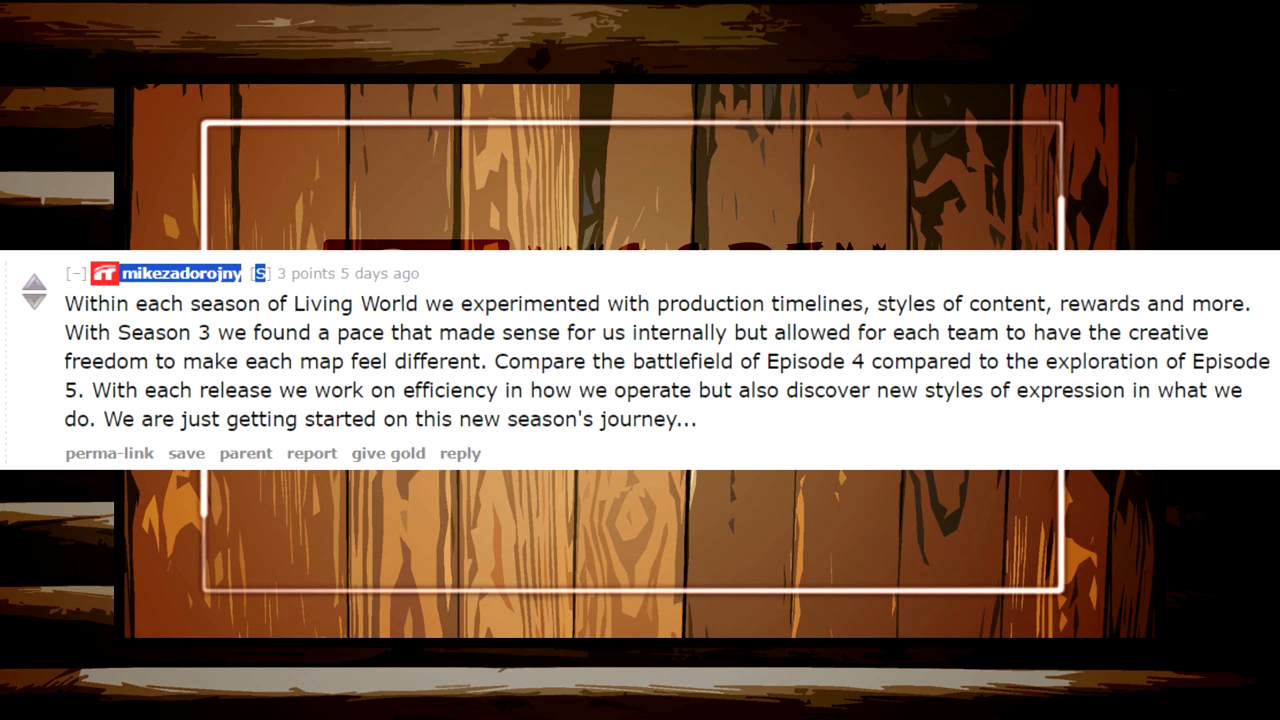 [-] mikezadorojny [S] 3 points 5 days ago
Within each season of Living World we experimented with production timelines, styles of content, rewards and more.
With Season 3 we found a pace that made sense for us internally but allowed for each team to have the creative
freedom to make each map feel different. Compare the battlefield of Episode 4 compared to the exploration of Episode
5. With each release we work on efficiency in how we operate but also discover new styles of expression in what we
do. We are just getting started on this new season's journey...
perma-link save parent report give gold reply